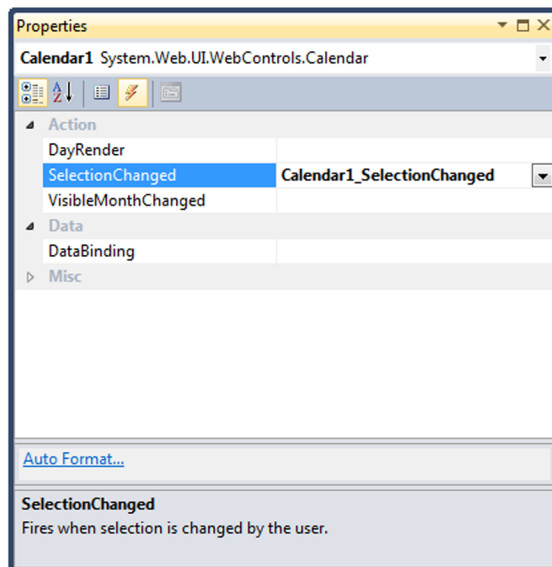 Properties
Calendar1 System.Web.UI.WebControls.Calendar
Action
DayRender
SelectionChanged Calendar1_SelectionChanged
VisibleMonthChanged
Data
DataBinding
Misc
Auto Format...
SelectionChanged
Fires when selection is changed by the user.